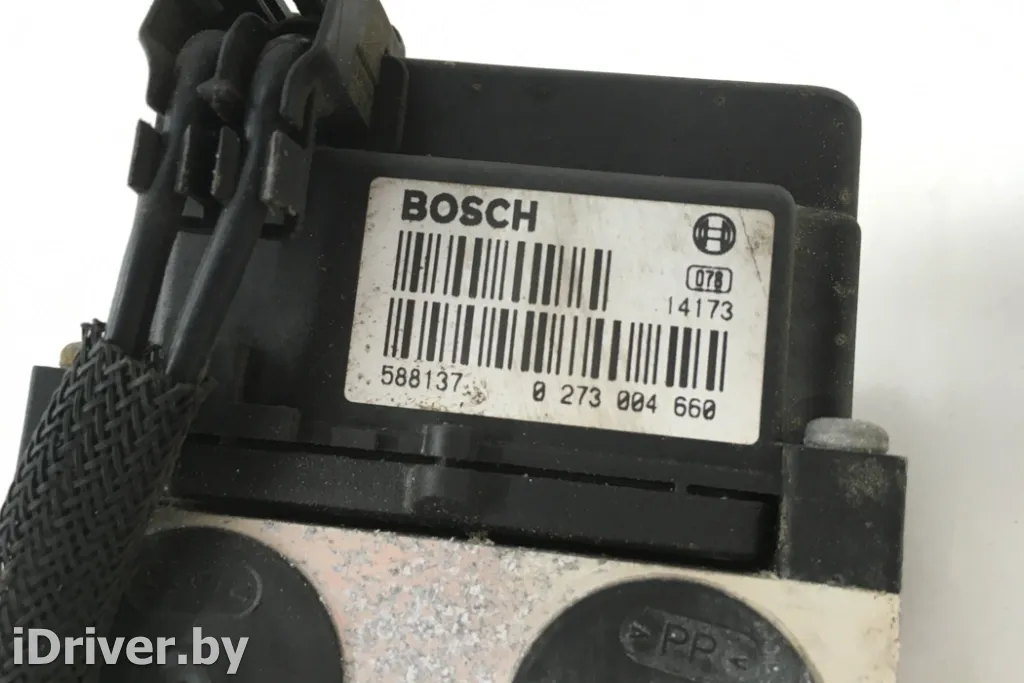 BOSCH
078
14173
588137 0 273 004 660
>PP<
iDriver.by